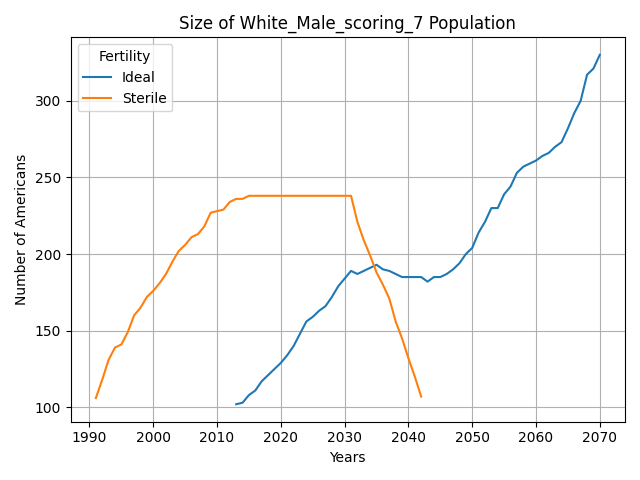 Size of White_Male_scoring_7 Population
Fertility
Ideal
Sterile
Number of Americans
300
250
200
150
100
1990 2000 2010 2020 2030 2040 2050 2060 2070
Years